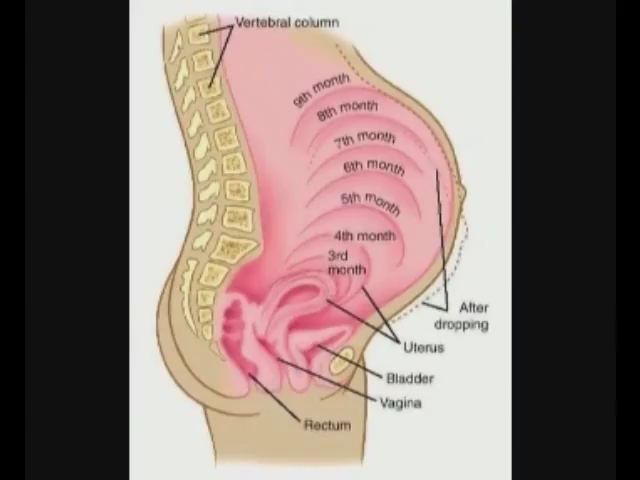 Vertebral column
9th month
8th month
7th month
6th month
5th month
4th month
3rd
month
After
dropping
Uterus
Bladder
Vagina
Rectum